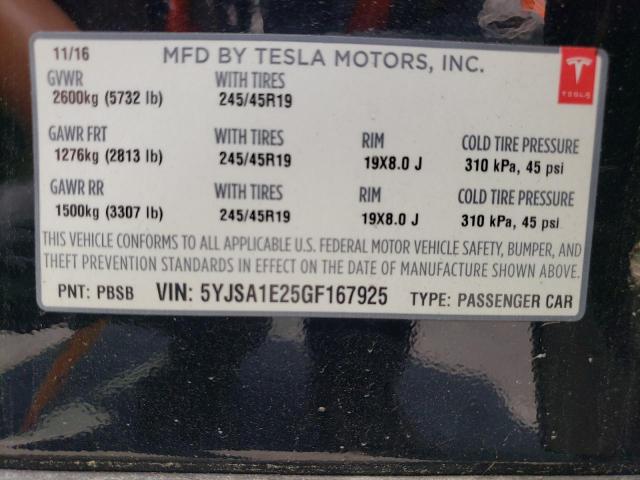 11/16 MFD BY TESLA MOTORS, INC.
TESLA
GVWR WITH TIRES
2600kg (5732 lb) 245/45R19
GAWR FRT WITH TIRES RIM COLD TIRE PRESSURE
1276kg (2813 lb) 245/45R19 19X8.0 J 310 kPa, 45 psi
GAWR RR WITH TIRES RIM COLD TIRE PRESSURE
1500kg (3307 lb) 245/45R19 19X8.0 J 310 kPa, 45 psi
THIS VEHICLE CONFORMS TO ALL APPLICABLE U.S. FEDERAL MOTOR VEHICLE SAFETY, BUMPER, AND
THEFT PREVENTION STANDARDS IN EFFECT ON THE DATE OF MANUFACTURE SHOWN ABOVE.
PNT: PBSB VIN: 5YJSA1E25GF167925 TYPE: PASSENGER CAR